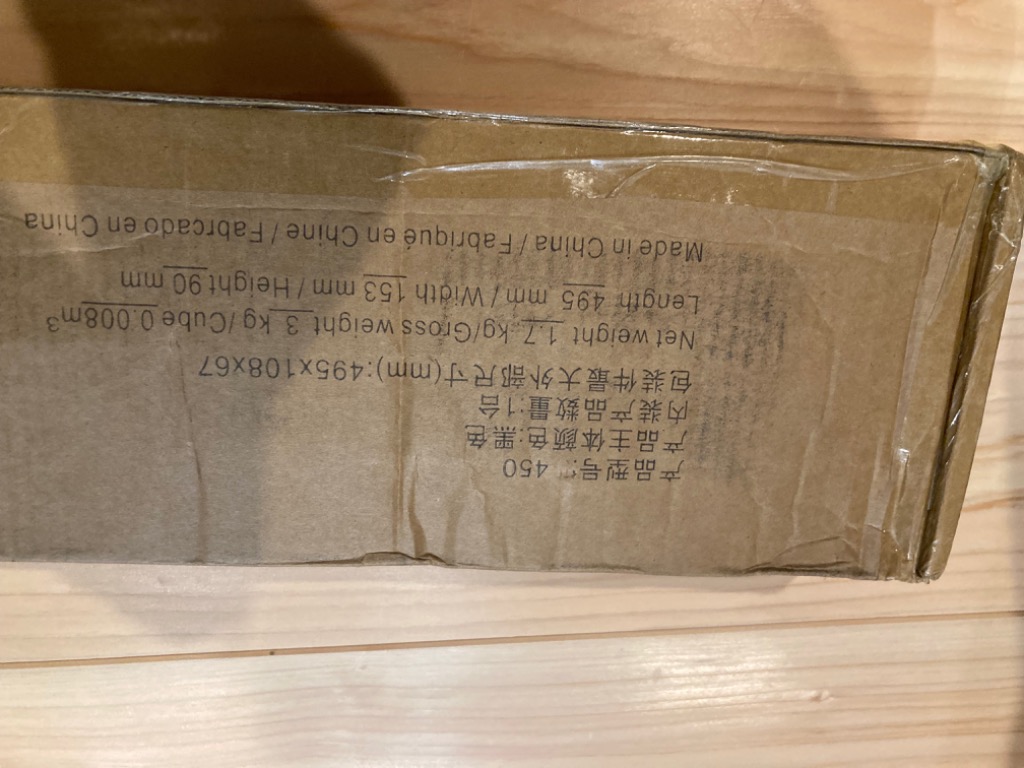 产品型号: 450
产品主体颜色:黑色
内装产品数量:1台
包装件最大外部尺寸(mm):495x108x67
Net weight 1.7 kg/Gross weight 3 kg /Cube 0.008m³
Length 495 mm / Width 153 mm / Height 90 mm
Made in China / Fabriqué en Chine / Fabrcado en China